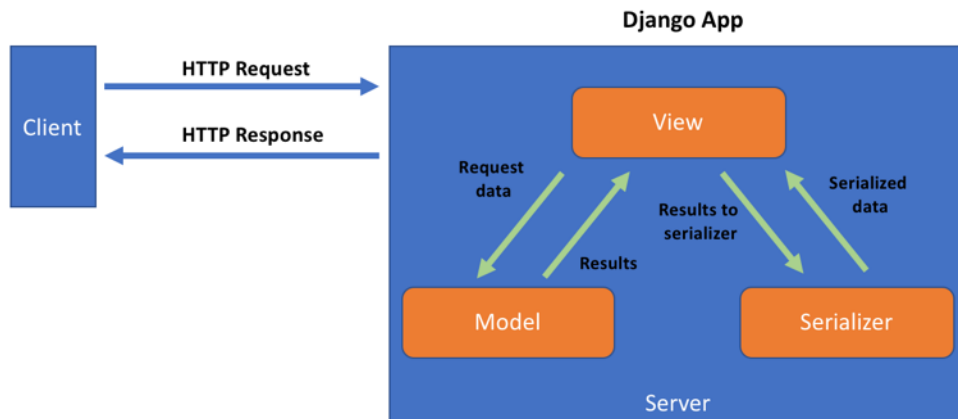 Django App
HTTP Request
Client
HTTP Response
View
Request
data
Serialized
data
Results to
serializer
Results
Model
Serializer
Server